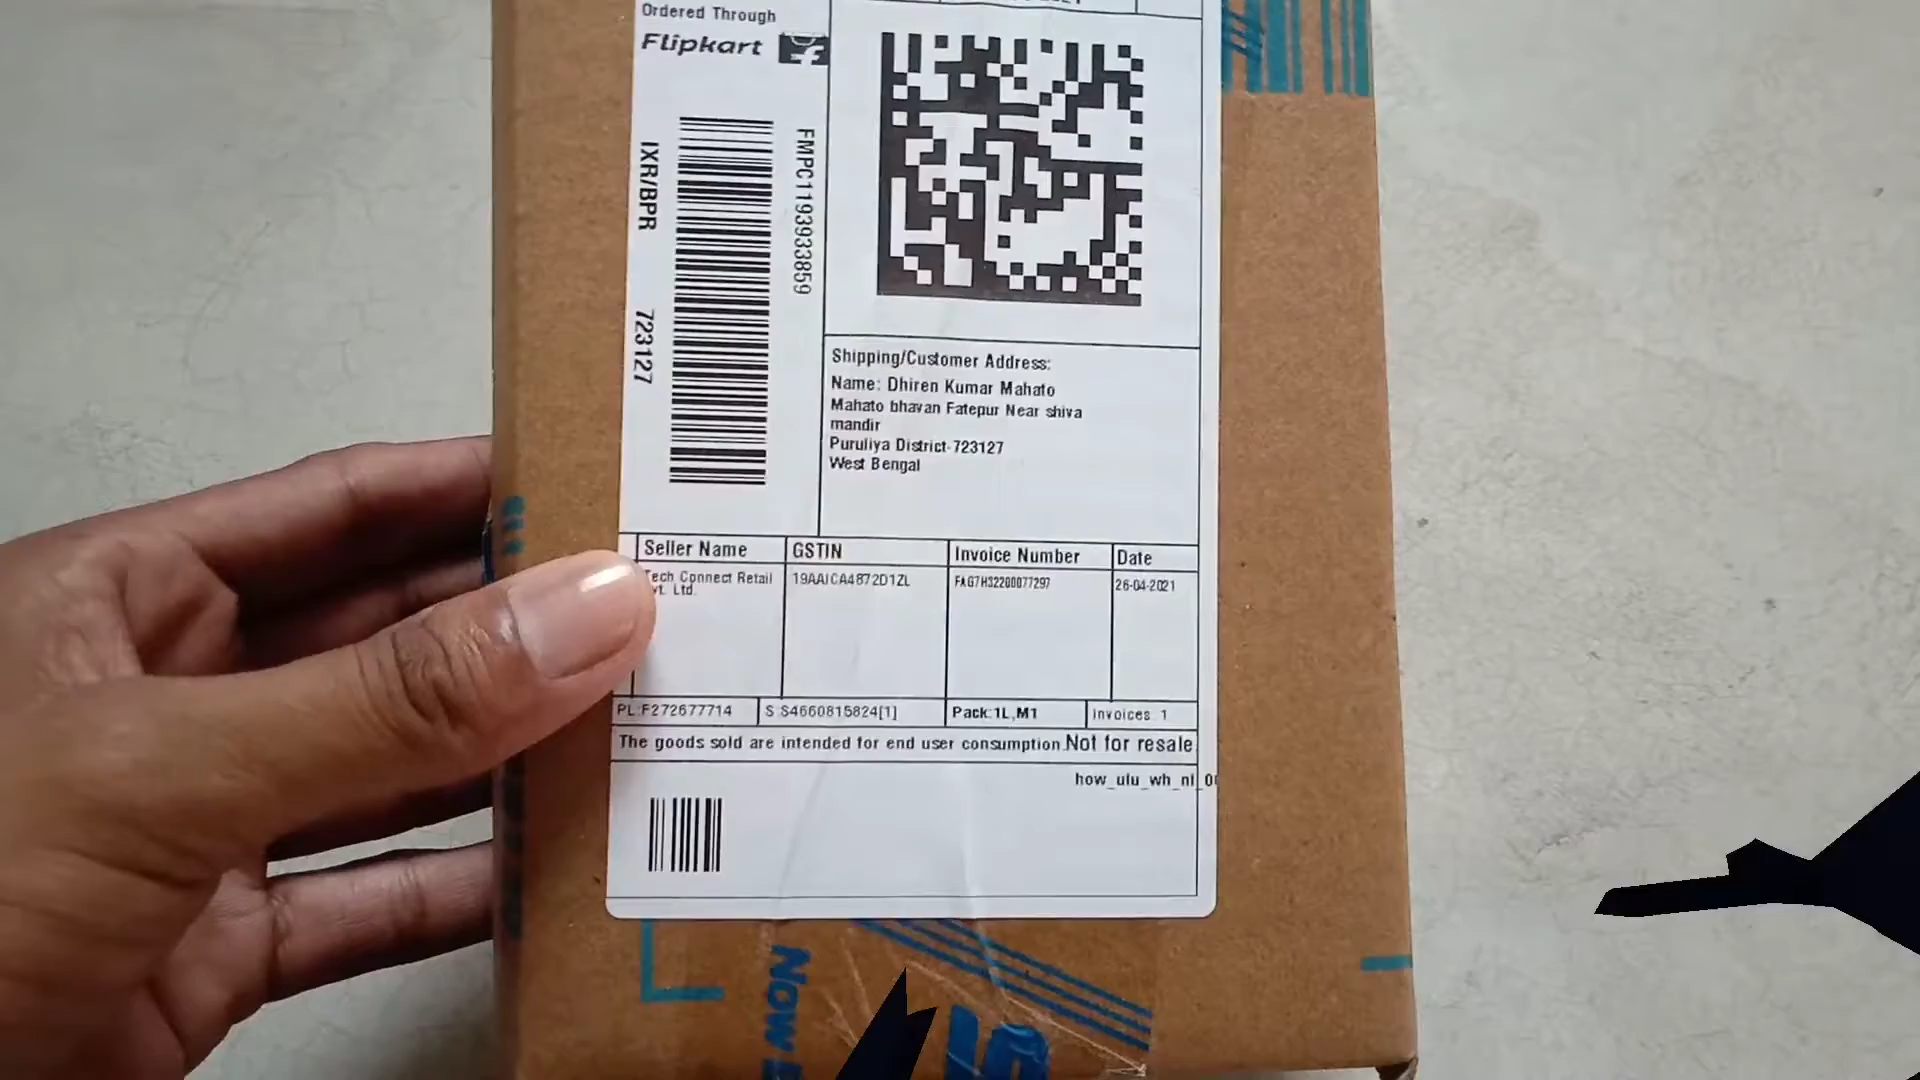 Ordered Through
Flipkart
FMPC1193933859
IXR/BPR
723127
Shipping/Customer Address:
Name: Dhiren Kumar Mahato
Mahato bhavan Fatepur Near shiva
mandir
Puruliya District-723127
West Bengal
Seller Name GSTIN Invoice Number Date
Tech Connect Retail 19AAICA4872D1ZL FAG7H32200077297 26-04-2021
Ltd.
PL:F272677714 S:S4660815824[1] Pack:1L,M1 invoices: 1
The goods sold are intended for end user consumption.Not for resale
how_ulu_wh_nl_0
Now